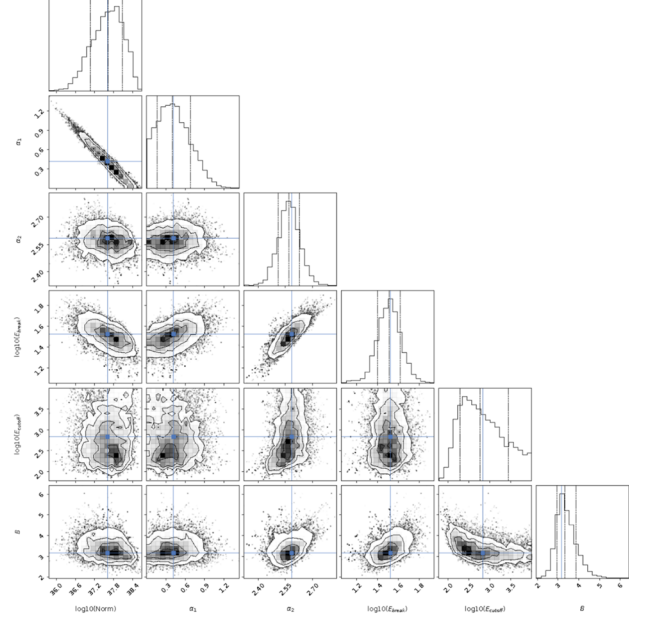 α₁
1.2
0.9
0.6
0.3
α₂
2.70
2.55
2.40
log10(E_break)
1.8
1.6
1.4
1.2
log10(E_cutoff)
3.5
3.0
2.5
2.0
B
6
5
4
3
2
36.0 36.6 37.2 37.8 38.4 0.3 0.6 0.9 1.2 2.40 2.55 2.70 1.2 1.4 1.6 1.8 2.0 2.5 3.0 3.5 2 3 4 5 6
log10(Norm) α₁ α₂ log10(E_break) log10(E_cutoff) B